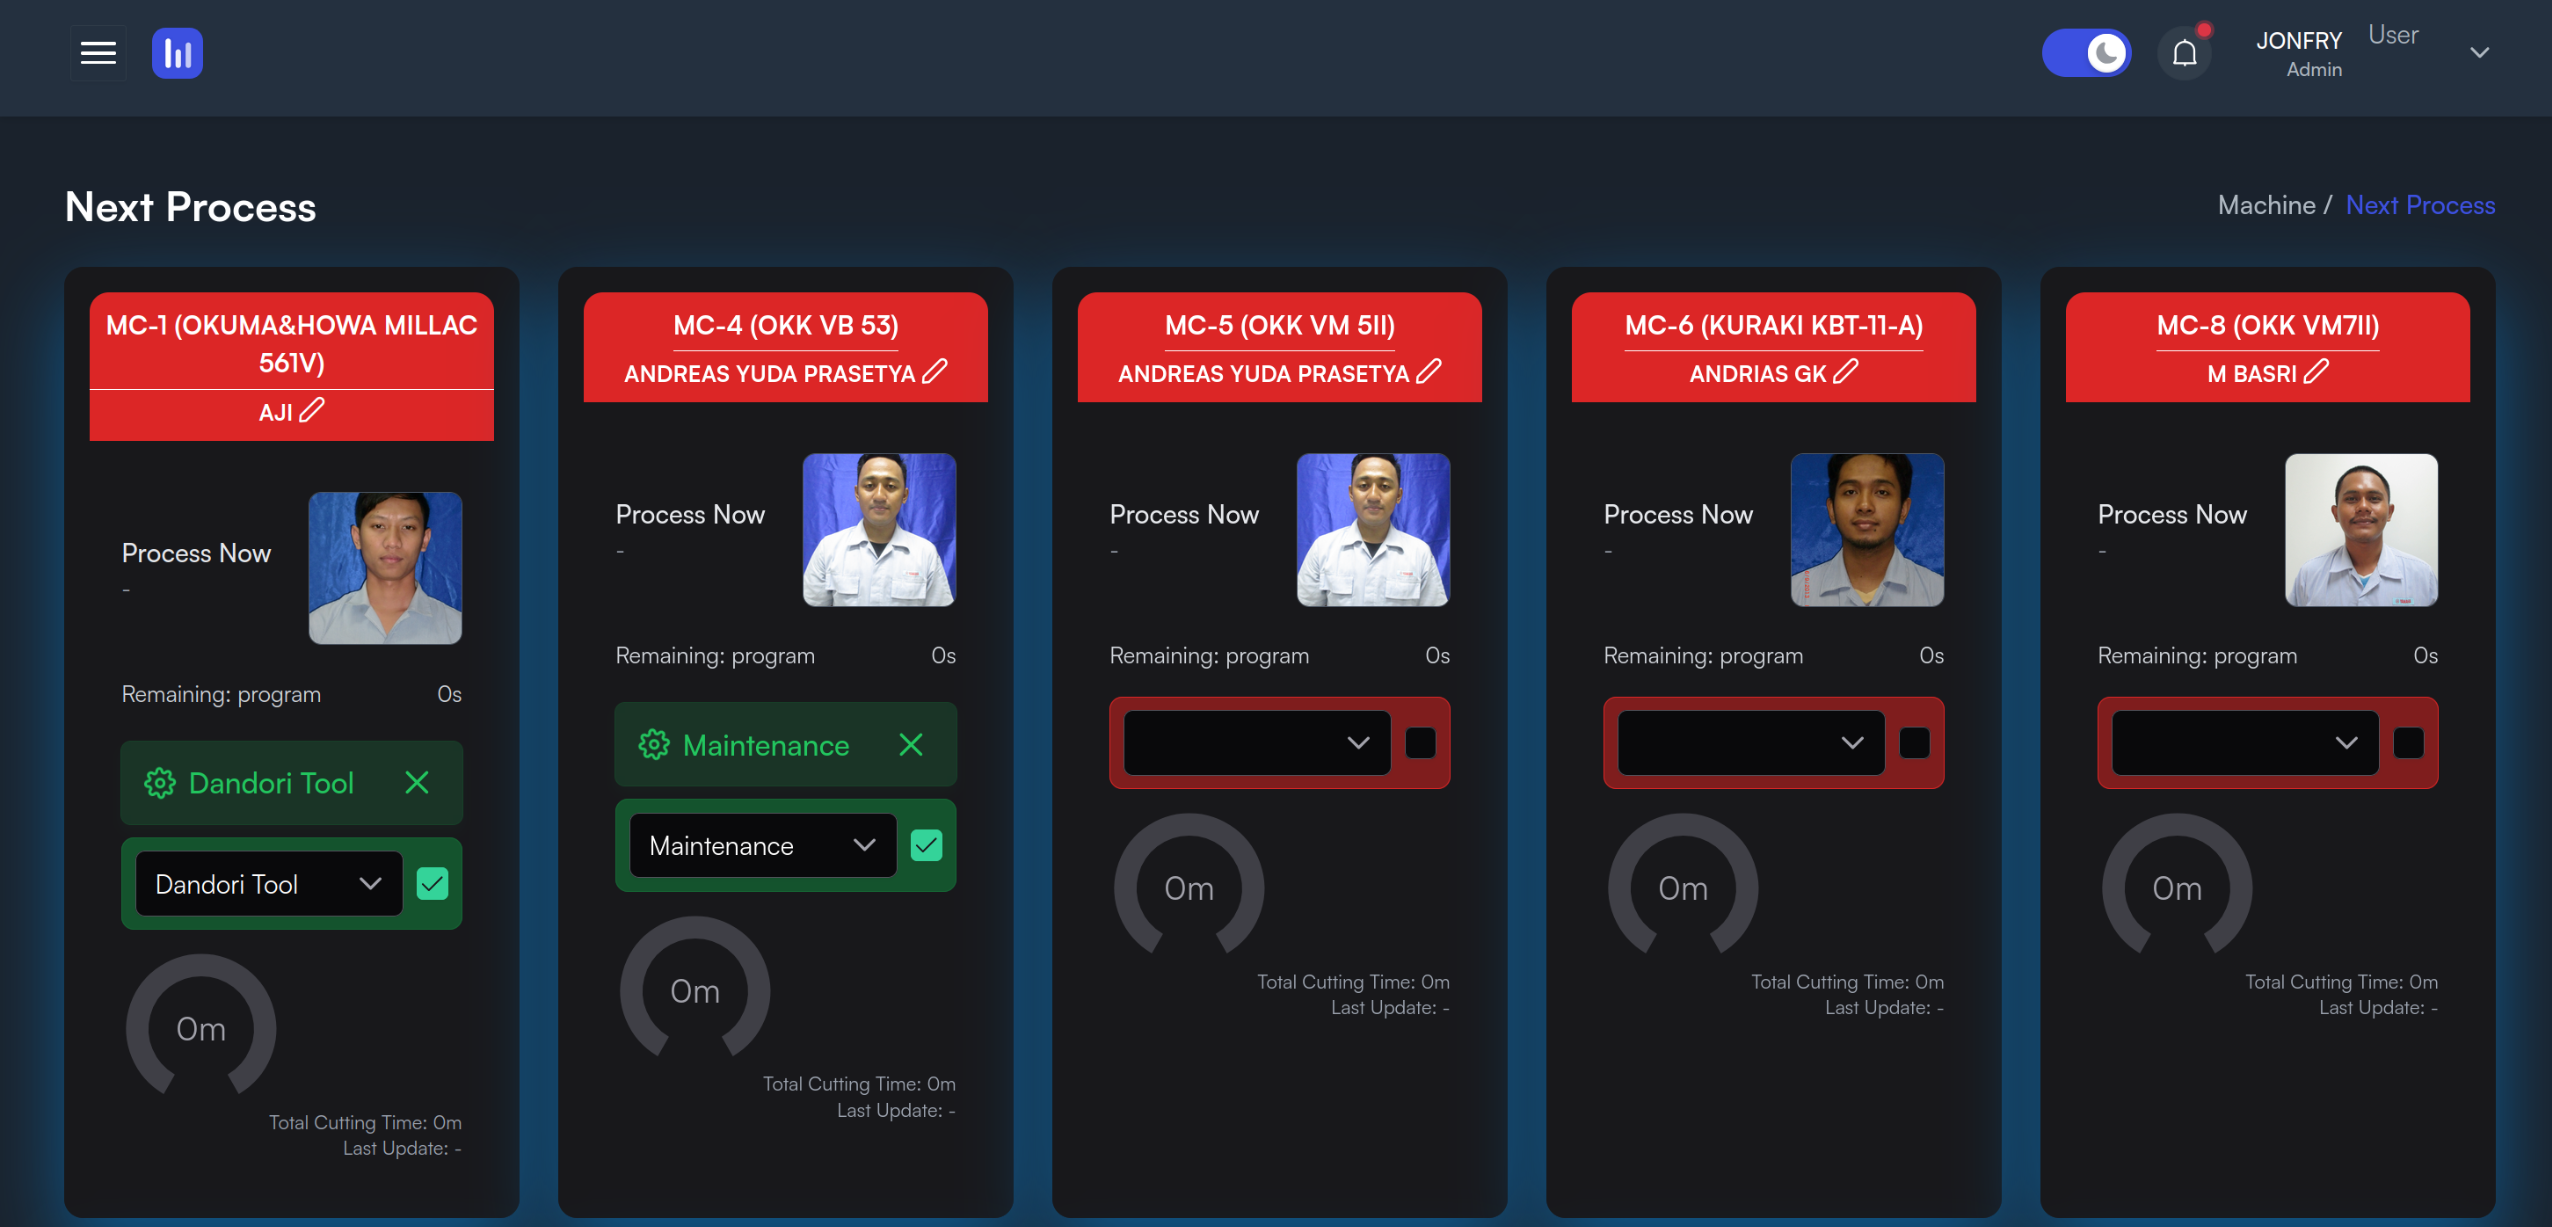 JONFRY
Admin
User
Next Process
Machine / Next Process
MC-1 (OKUMA&HOWA MILLAC
561V)
AJI
Process Now
-
Remaining: program 0s
Dandori Tool
Dandori Tool
0m
Total Cutting Time: 0m
Last Update: -
MC-4 (OKK VB 53)
ANDREAS YUDA PRASETYA
Process Now
-
Remaining: program 0s
Maintenance
Maintenance
0m
Total Cutting Time: 0m
Last Update: -
MC-5 (OKK VM 5II)
ANDREAS YUDA PRASETYA
Process Now
-
Remaining: program 0s
0m
Total Cutting Time: 0m
Last Update: -
MC-6 (KURAKI KBT-11-A)
ANDRIAS GK
Process Now
-
Remaining: program 0s
0m
Total Cutting Time: 0m
Last Update: -
MC-8 (OKK VM7II)
M BASRI
Process Now
-
Remaining: program 0s
0m
Total Cutting Time: 0m
Last Update: -